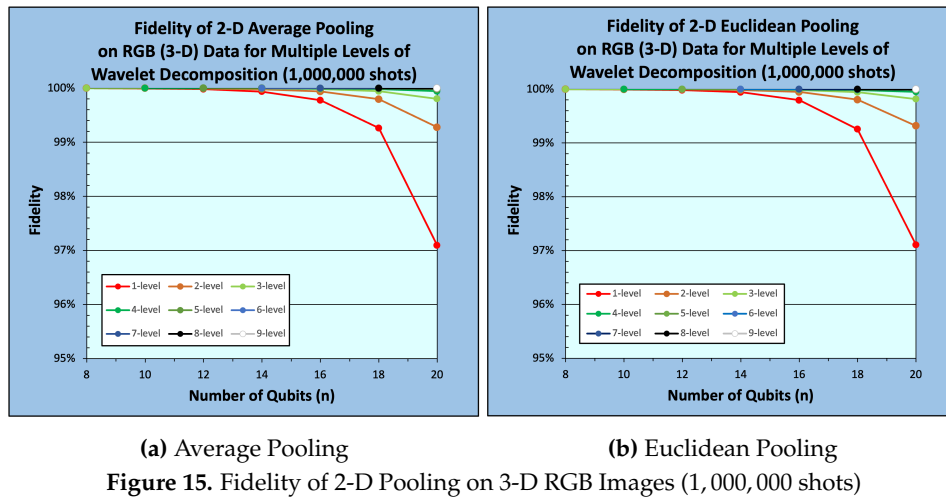 Fidelity of 2-D Average Pooling
on RGB (3-D) Data for Multiple Levels of
Wavelet Decomposition (1,000,000 shots)
100%
99%
98%
97%
96%
95%
Fidelity
1-level 2-level 3-level
4-level 5-level 6-level
7-level 8-level 9-level
8 10 12 14 16 18 20
Number of Qubits (n)
(a) Average Pooling
Fidelity of 2-D Euclidean Pooling
on RGB (3-D) Data for Multiple Levels of
Wavelet Decomposition (1,000,000 shots)
100%
99%
98%
97%
96%
95%
Fidelity
1-level 2-level 3-level
4-level 5-level 6-level
7-level 8-level 9-level
8 10 12 14 16 18 20
Number of Qubits (n)
(b) Euclidean Pooling
Figure 15. Fidelity of 2-D Pooling on 3-D RGB Images (1, 000, 000 shots)